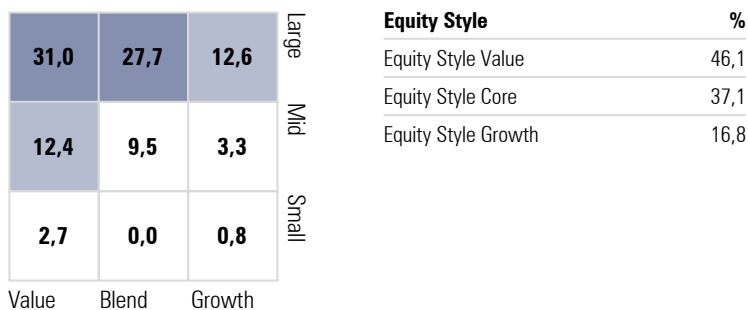 31,0 27,7 12,6 Large
12,4 9,5 3,3 Mid
2,7 0,0 0,8 Small
Value Blend Growth
Equity Style %
Equity Style Value 46,1
Equity Style Core 37,1
Equity Style Growth 16,8